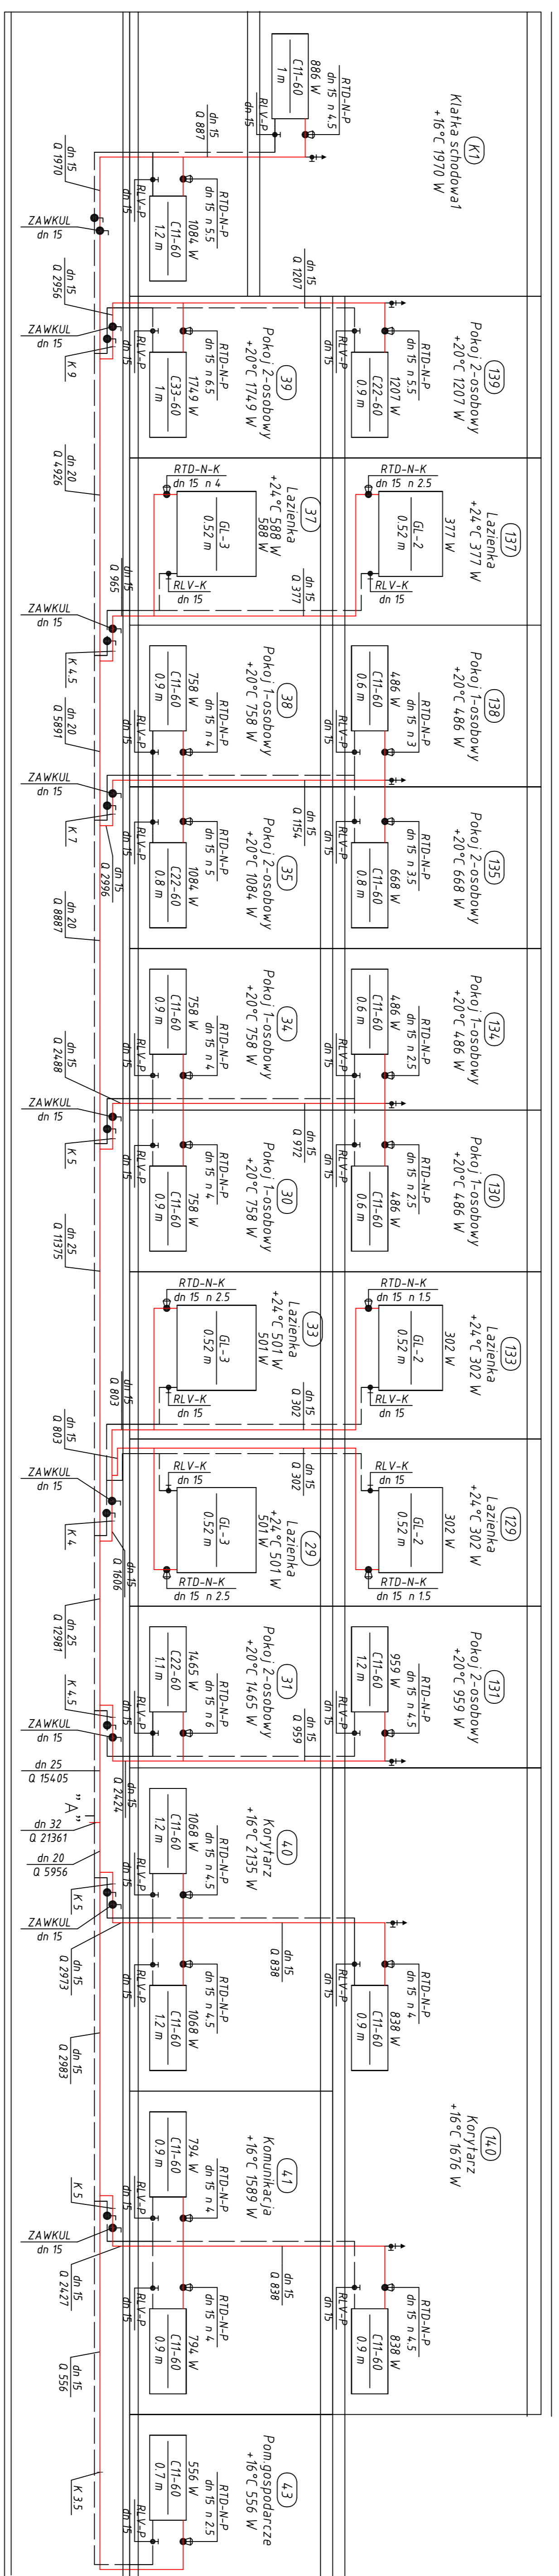 K1
Klatka schodowa1
+16°C 1970 W
RTD-N-P
dn 15 n 4.5
886 W
C11-60
1 m
RLV-P
dn 15
dn 15
Q 887
RTD-N-P
dn 15 n 5.5
1084 W
C11-60
1.2 m
RLV-P
dn 15
dn 15
Q 1970
ZAWKUL
dn 15
139
Pokoj 2-osobowy
+20°C 1207 W
RTD-N-P
dn 15 n 5.5
1207 W
C22-60
0.9 m
RLV-P
dn 15
dn 15
Q 1207
39
Pokoj 2-osobowy
+20°C 1749 W
RTD-N-P
dn 15 n 6.5
1749 W
C33-60
1 m
RLV-P
dn 15
dn 15
Q 2956
ZAWKUL
dn 15
K 9
dn 20
Q 4926
137
Lazienka
+24°C 377 W
377 W
RTD-N-K
dn 15 n 2.5
GL-2
0.52 m
RLV-K
dn 15
dn 15
Q 377
37
Lazienka
+24°C 588 W
588 W
RTD-N-K
dn 15 n 4
GL-3
0.52 m
RLV-K
dn 15
dn 15
Q 965
ZAWKUL
dn 15
K 4.5
dn 20
Q 5891
138
Pokoj 1-osobowy
+20°C 486 W
RTD-N-P
dn 15 n 3
486 W
C11-60
0.6 m
RLV-P
dn 15
38
Pokoj 1-osobowy
+20°C 758 W
RTD-N-P
dn 15 n 4
758 W
C11-60
0.9 m
RLV-P
dn 15
ZAWKUL
dn 15
K 7
dn 15
Q 2996
135
Pokoj 2-osobowy
+20°C 668 W
RTD-N-P
dn 15 n 3.5
668 W
C11-60
0.8 m
RLV-P
dn 15
dn 15
Q 1154
35
Pokoj 2-osobowy
+20°C 1084 W
RTD-N-P
dn 15 n 5
1084 W
C22-60
0.8 m
RLV-P
dn 15
dn 20
Q 8887
134
Pokoj 1-osobowy
+20°C 486 W
RTD-N-P
dn 15 n 2.5
486 W
C11-60
0.6 m
RLV-P
dn 15
34
Pokoj 1-osobowy
+20°C 758 W
RTD-N-P
dn 15 n 4
758 W
C11-60
0.9 m
RLV-P
dn 15
dn 15
Q 2488
ZAWKUL
dn 15
K 5
130
Pokoj 1-osobowy
+20°C 486 W
RTD-N-P
dn 15 n 2.5
486 W
C11-60
0.6 m
RLV-P
dn 15
dn 15
Q 972
30
Pokoj 1-osobowy
+20°C 758 W
RTD-N-P
dn 15 n 4
758 W
C11-60
0.9 m
RLV-P
dn 15
dn 25
Q 11375
133
Lazienka
+24°C 302 W
302 W
RTD-N-K
dn 15 n 1.5
GL-2
0.52 m
RLV-K
dn 15
dn 15
Q 302
33
Lazienka
+24°C 501 W
501 W
RTD-N-K
dn 15 n 2.5
GL-3
0.52 m
RLV-K
dn 15
dn 15
Q 803
dn 15
Q 803
ZAWKUL
dn 15
K 4
129
Lazienka
+24°C 302 W
302 W
RLV-K
dn 15
GL-2
0.52 m
RTD-N-K
dn 15 n 1.5
dn 15
Q 302
29
Lazienka
+24°C 501 W
501 W
RLV-K
dn 15
GL-3
0.52 m
RTD-N-K
dn 15 n 2.5
dn 15
Q 1606
dn 25
Q 12981
131
Pokoj 2-osobowy
+20°C 959 W
RTD-N-P
dn 15 n 4.5
959 W
C11-60
1.2 m
RLV-P
dn 15
dn 15
Q 959
31
Pokoj 2-osobowy
+20°C 1465 W
RTD-N-P
dn 15 n 6
1465 W
C22-60
1.1 m
RLV-P
dn 15
K 4.5
ZAWKUL
dn 15
dn 15
Q 2424
dn 25
Q 15405
"A"
dn 32
Q 21361
dn 20
Q 5956
40
Korytarz
+16°C 2135 W
RTD-N-P
dn 15 n 4.5
1068 W
C11-60
1.2 m
RLV-P
dn 15
K 5
ZAWKUL
dn 15
dn 15
Q 2973
dn 15
Q 838
RTD-N-P
dn 15 n 4
838 W
C11-60
0.9 m
RLV-P
dn 15
RTD-N-P
dn 15 n 4.5
1068 W
C11-60
1.2 m
RLV-P
dn 15
dn 15
Q 2983
140
Korytarz
+16°C 1676 W
41
Komunikacja
+16°C 1589 W
RTD-N-P
dn 15 n 4
794 W
C11-60
0.9 m
RLV-P
dn 15
K 5
ZAWKUL
dn 15
dn 15
Q 2427
dn 15
Q 838
RTD-N-P
dn 15 n 4.5
838 W
C11-60
0.9 m
RLV-P
dn 15
RTD-N-P
dn 15 n 4
794 W
C11-60
0.9 m
RLV-P
dn 15
dn 15
Q 556
43
Pom.gospodarcze
+16°C 556 W
RTD-N-P
dn 15 n 2.5
556 W
C11-60
0.7 m
RLV-P
dn 15
K 3.5